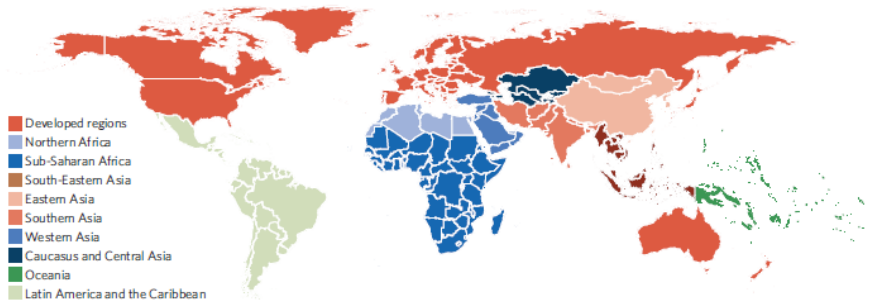 Developed regions
Northern Africa
Sub-Saharan Africa
South-Eastern Asia
Eastern Asia
Southern Asia
Western Asia
Caucasus and Central Asia
Oceania
Latin America and the Caribbean